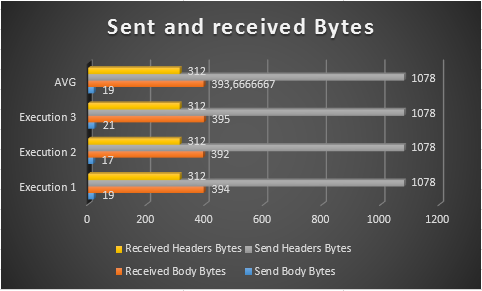 Sent and received Bytes
AVG
312
1078
393,6666667
19
Execution 3
312
1078
395
21
Execution 2
312
1078
392
17
Execution 1
312
1078
394
19
0 200 400 600 800 1000 1200
Received Headers Bytes Send Headers Bytes
Received Body Bytes Send Body Bytes